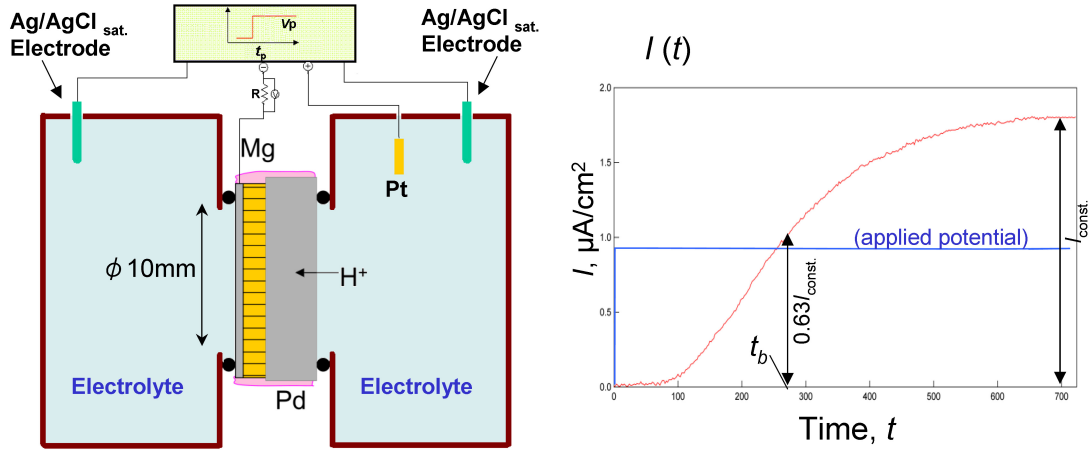 Ag/AgCl sat.
Electrode
Vp
tp
−
+
R
V
Ag/AgCl sat.
Electrode
Mg
Pt
ϕ 10mm
H+
Electrolyte
Electrolyte
Pd
I (t)
I, μA/cm2
2.0
1.5
1.0
0.5
0.0
(applied potential)
0.63Iconst.
Iconst.
tb
0
100
200
300
400
500
600
700
Time, t